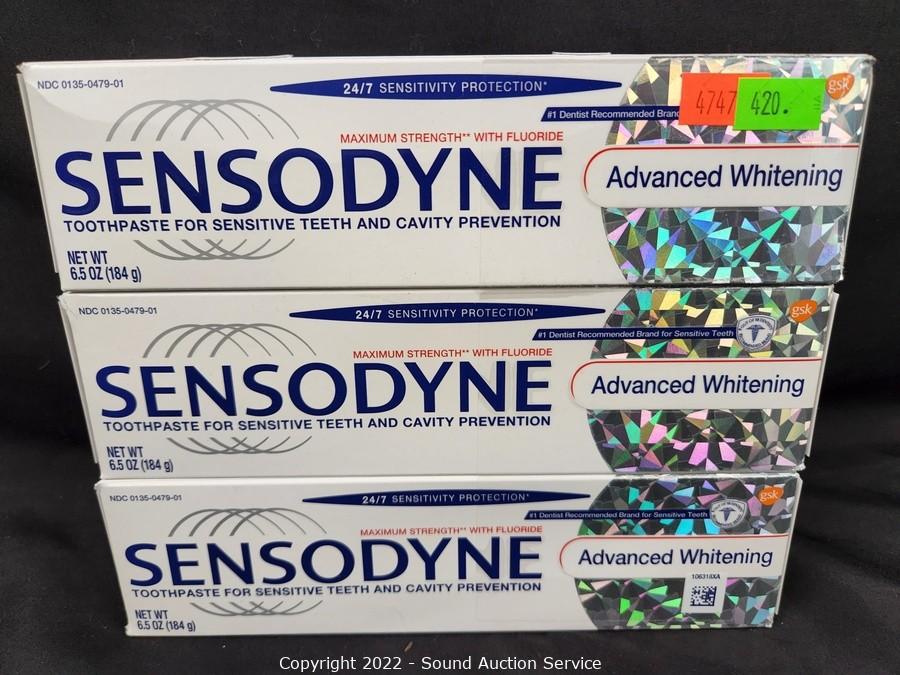 NDC 0135-0479-01
24/7 SENSITIVITY PROTECTION*
#1 Dentist Recommended Brand
4747
420.
gsk
MAXIMUM STRENGTH** WITH FLUORIDE
SENSODYNE
Advanced Whitening
TOOTHPASTE FOR SENSITIVE TEETH AND CAVITY PREVENTION
NET WT
6.5 OZ (184 g)
NDC 0135-0479-01
24/7 SENSITIVITY PROTECTION*
gsk
#1 Dentist Recommended Brand for Sensitive Teeth
MAXIMUM STRENGTH** WITH FLUORIDE
SENSODYNE
Advanced Whitening
TOOTHPASTE FOR SENSITIVE TEETH AND CAVITY PREVENTION
NET WT
6.5 OZ (184 g)
NDC 0135-0479-01
24/7 SENSITIVITY PROTECTION*
gsk
#1 Dentist Recommended Brand for Sensitive Teeth
MAXIMUM STRENGTH** WITH FLUORIDE
SENSODYNE
Advanced Whitening
106318XA
TOOTHPASTE FOR SENSITIVE TEETH AND CAVITY PREVENTION
NET WT
6.5 OZ (184 g)
Copyright 2022 - Sound Auction Service